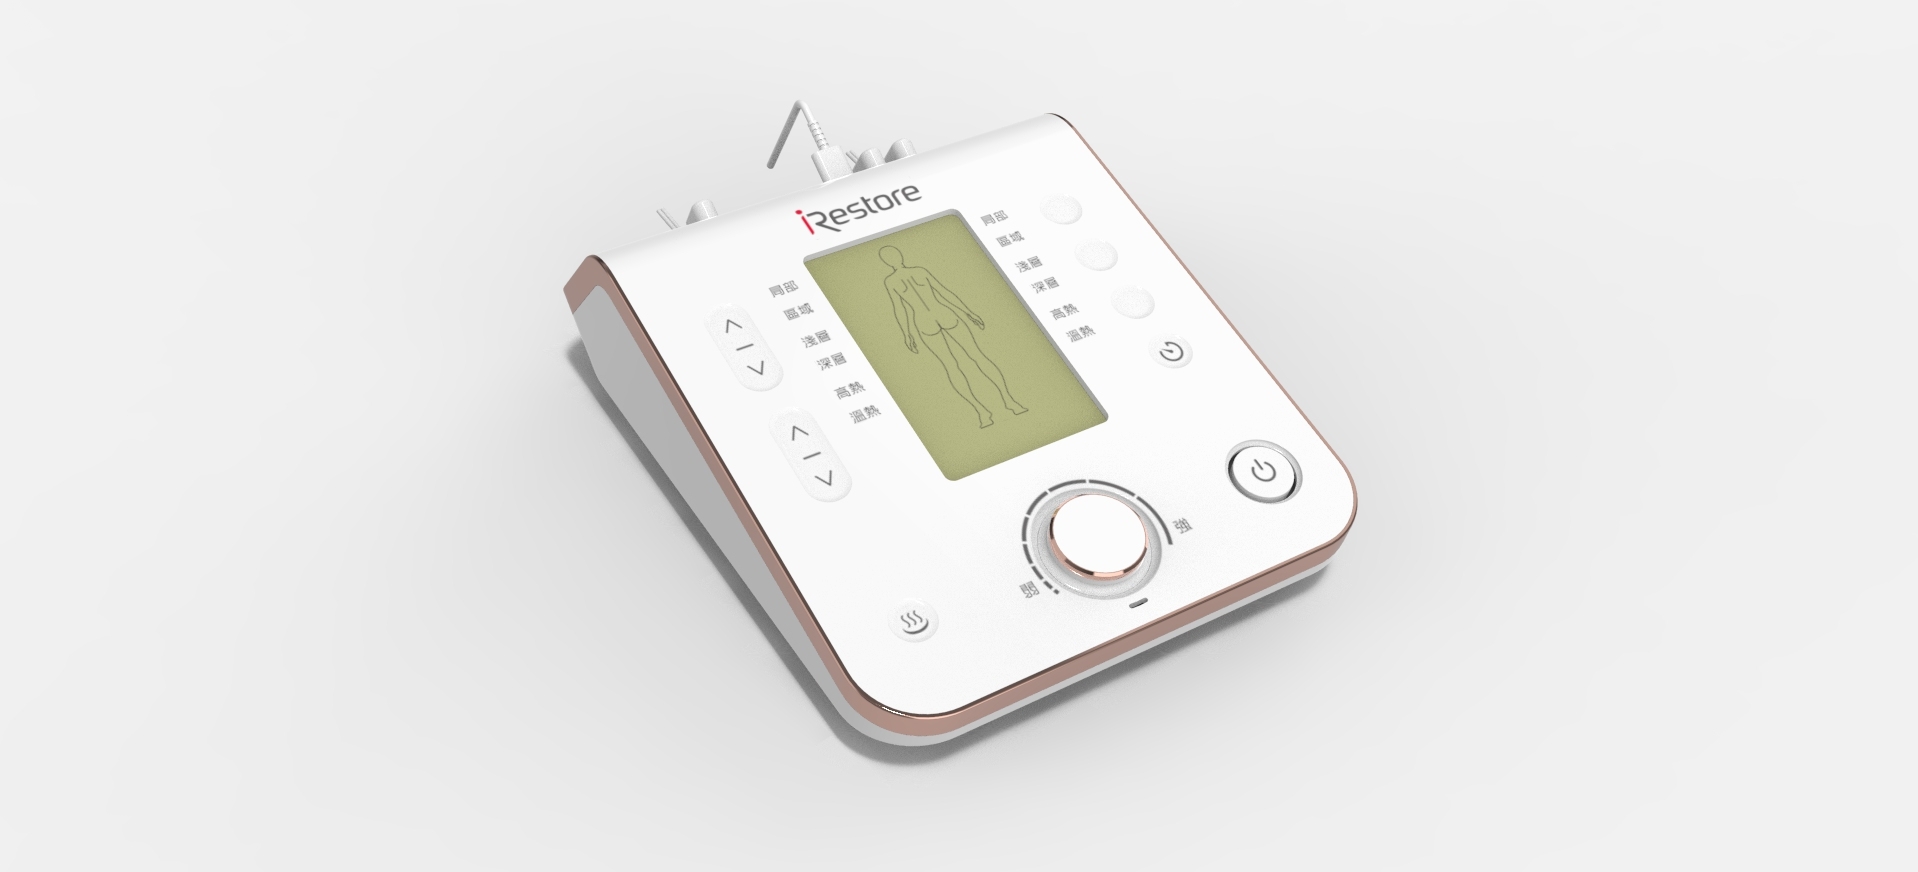 iRestore
局部
區域
淺層
深層
高熱
溫熱
局部
區域
淺層
深層
高熱
溫熱
弱
強